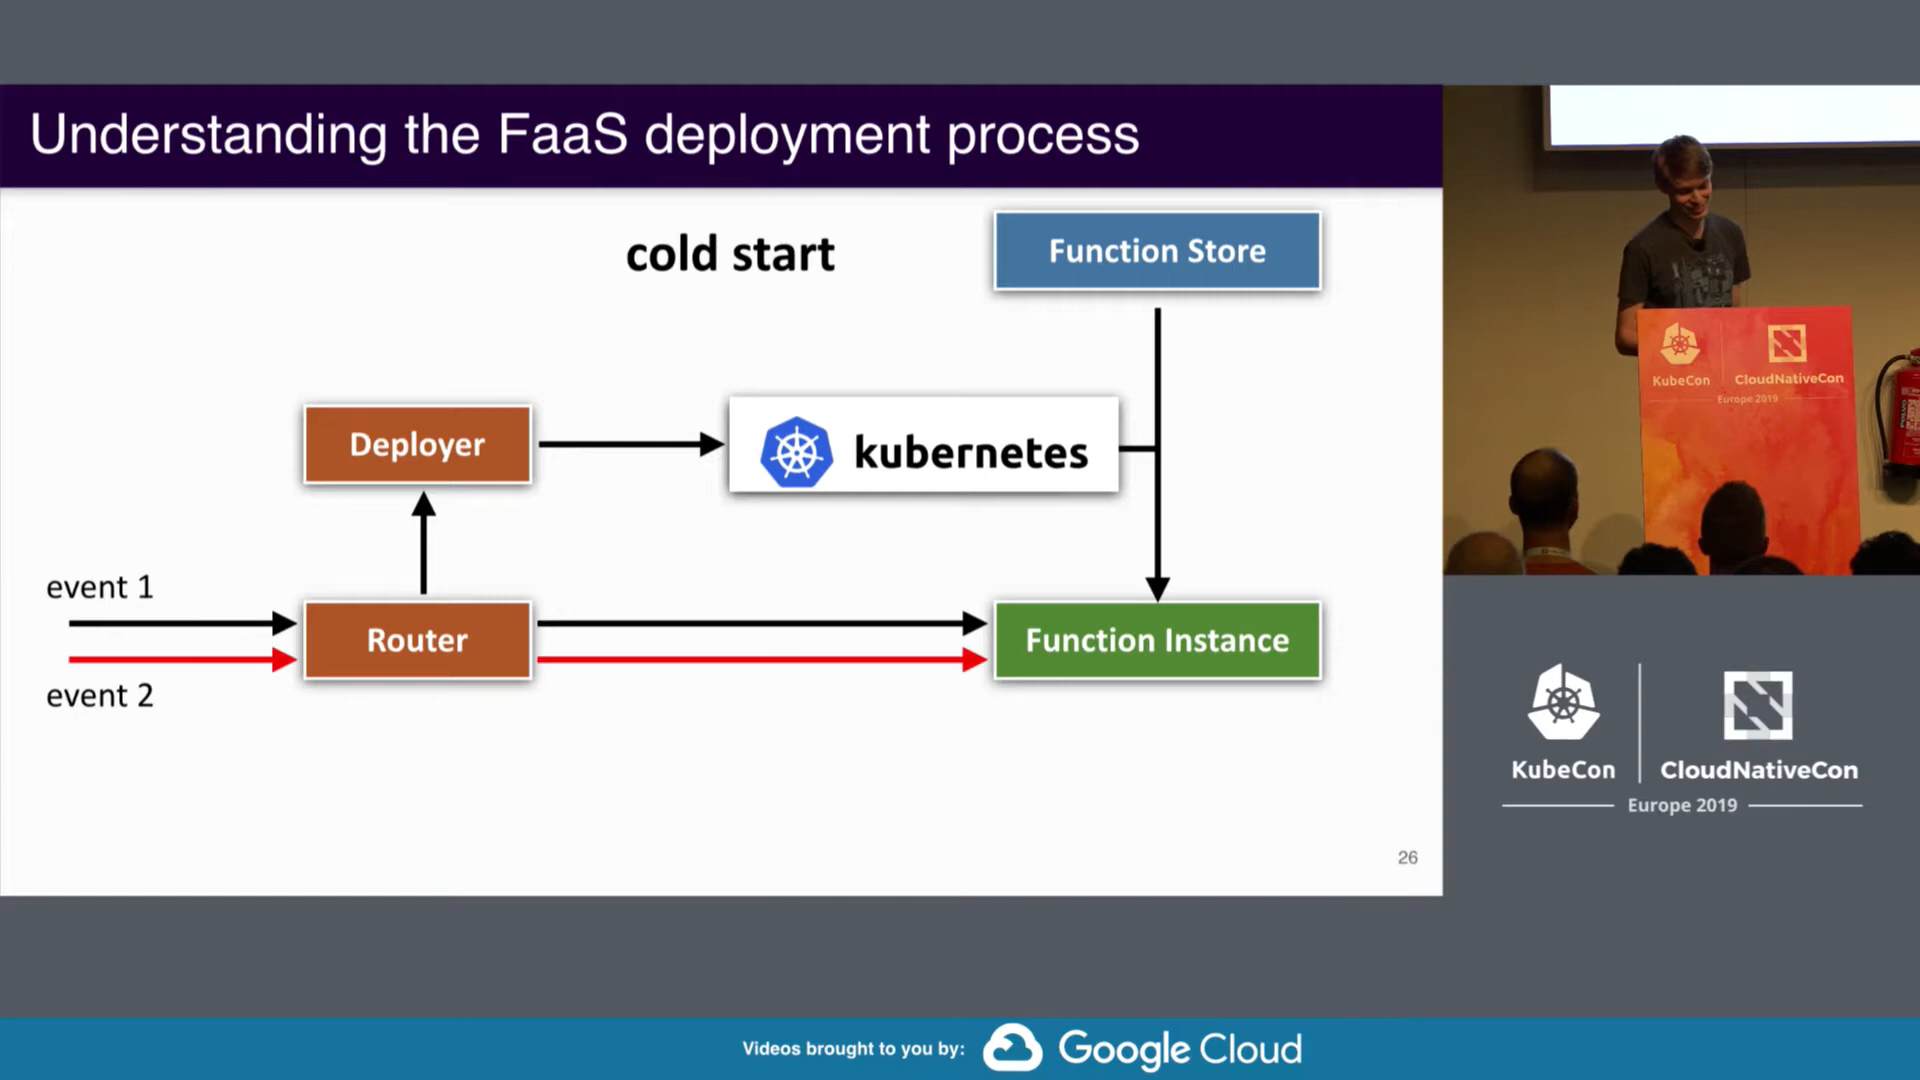 Understanding the FaaS deployment process
cold start
Function Store
Deployer
kubernetes
event 1
Router
Function Instance
event 2
26
KubeCon
CloudNativeCon
Europe 2019
KubeCon
CloudNativeCon
Europe 2019
Videos brought to you by:
Google Cloud